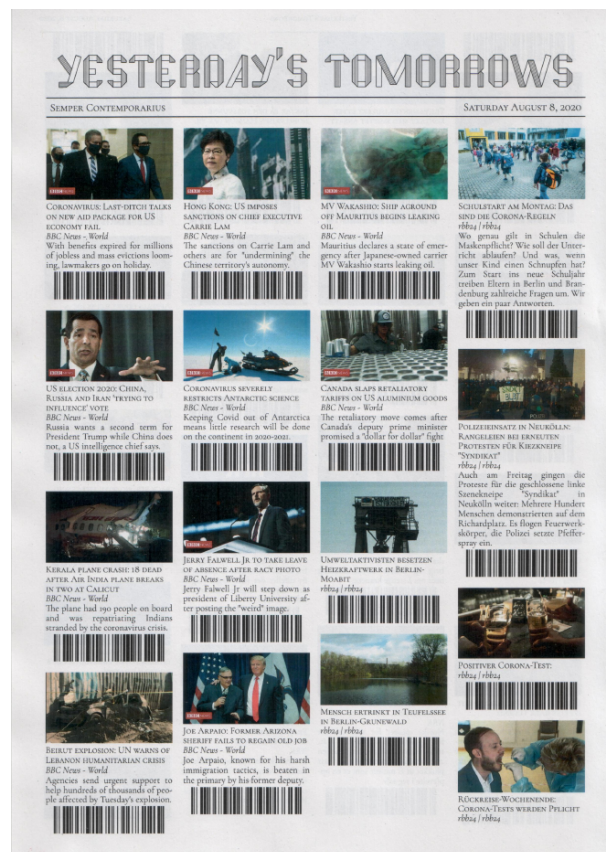 YESTERDAY'S TOMORROWS
SEMPER CONTEMPORARIUS
SATURDAY AUGUST 8, 2020
CORONAVIRUS: LAST-DITCH TALKS
ON NEW AID PACKAGE FOR US
ECONOMY FAIL
BBC News - World
With benefits expired for millions
of jobless and mass evictions loom-
ing, lawmakers go on holiday.
US ELECTION 2020: CHINA,
RUSSIA AND IRAN 'TRYING TO
INFLUENCE' VOTE
BBC News - World
Russia wants a second term for
President Trump while China does
not, a US intelligence chief says.
KERALA PLANE CRASH: 18 DEAD
AFTER AIR INDIA PLANE BREAKS
IN TWO AT CALICUT
BBC News - World
The plane had 190 people on board
and was repatriating Indians
stranded by the coronavirus crisis.
BEIRUT EXPLOSION: UN WARNS OF
LEBANON HUMANITARIAN CRISIS
BBC News - World
Agencies send urgent support to
help hundreds of thousands of peo-
ple affected by Tuesday's explosion.
HONG KONG: US IMPOSES
SANCTIONS ON CHIEF EXECUTIVE
CARRIE LAM
BBC News - World
The sanctions on Carrie Lam and
others are for "undermining" the
Chinese territory's autonomy.
CORONAVIRUS SEVERELY
RESTRICTS ANTARCTIC SCIENCE
BBC News - World
Keeping Covid out of Antarctica
means little research will be done
on the continent in 2020-2021.
JERRY FALWELL JR TO TAKE LEAVE
OF ABSENCE AFTER RACY PHOTO
BBC News - World
Jerry Falwell Jr will step down as
president of Liberty University af-
ter posting the "weird" image.
JOE ARPAIO: FORMER ARIZONA
SHERIFF FAILS TO REGAIN OLD JOB
BBC News - World
Joe Arpaio, known for his harsh
immigration tactics, is beaten in
the primary by his former deputy.
MV WAKASHIO: SHIP AGROUND
OFF MAURITIUS BEGINS LEAKING
OIL
BBC News - World
Mauritius declares a state of emer-
gency after Japanese-owned carrier
MV Wakashio starts leaking oil.
CANADA SLAPS RETALIATORY
TARIFFS ON US ALUMINIUM GOODS
BBC News - World
The retaliatory move comes after
Canada's deputy prime minister
promised a "dollar for dollar" fight
UMWELTAKTIVISTEN BESETZEN
HEIZKRAFTWERK IN BERLIN-
MOABIT
rbb24 / rbb24
MENSCH ERTRINKT IN TEUFELSSEE
IN BERLIN-GRUNEWALD
rbb24 / rbb24
SCHULSTART AM MONTAG: DAS
SIND DIE CORONA-REGELN
rbb24 / rbb24
Wo genau gilt in Schulen die
Maskenpflicht? Wie soll der Unter-
richt ablaufen? Und was, wenn
unser Kind einen Schnupfen hat?
Zum Start ins neue Schuljahr
treiben Eltern in Berlin und Bran-
denburg zahlreiche Fragen um. Wir
geben ein paar Antworten.
POLIZEIEINSATZ IN NEUKÖLLN:
RANGELEIEN BEI ERNEUTEN
PROTESTEN FÜR KIEZKNEIPE
"SYNDIKAT"
rbb24 / rbb24
Auch am Freitag gingen die
Proteste für die geschlossene linke
Szenekneipe "Syndikat" in
Neukölln weiter: Mehrere Hundert
Menschen demonstrierten auf dem
Richardplatz. Es flogen Feuerwerk-
skörper, die Polizei setzte Pfeffer-
spray ein.
POSITIVER CORONA-TEST:
rbb24 / rbb24
RÜCKREISE-WOCHENENDE:
CORONA-TESTS WERDEN PFLICHT
rbb24 / rbb24